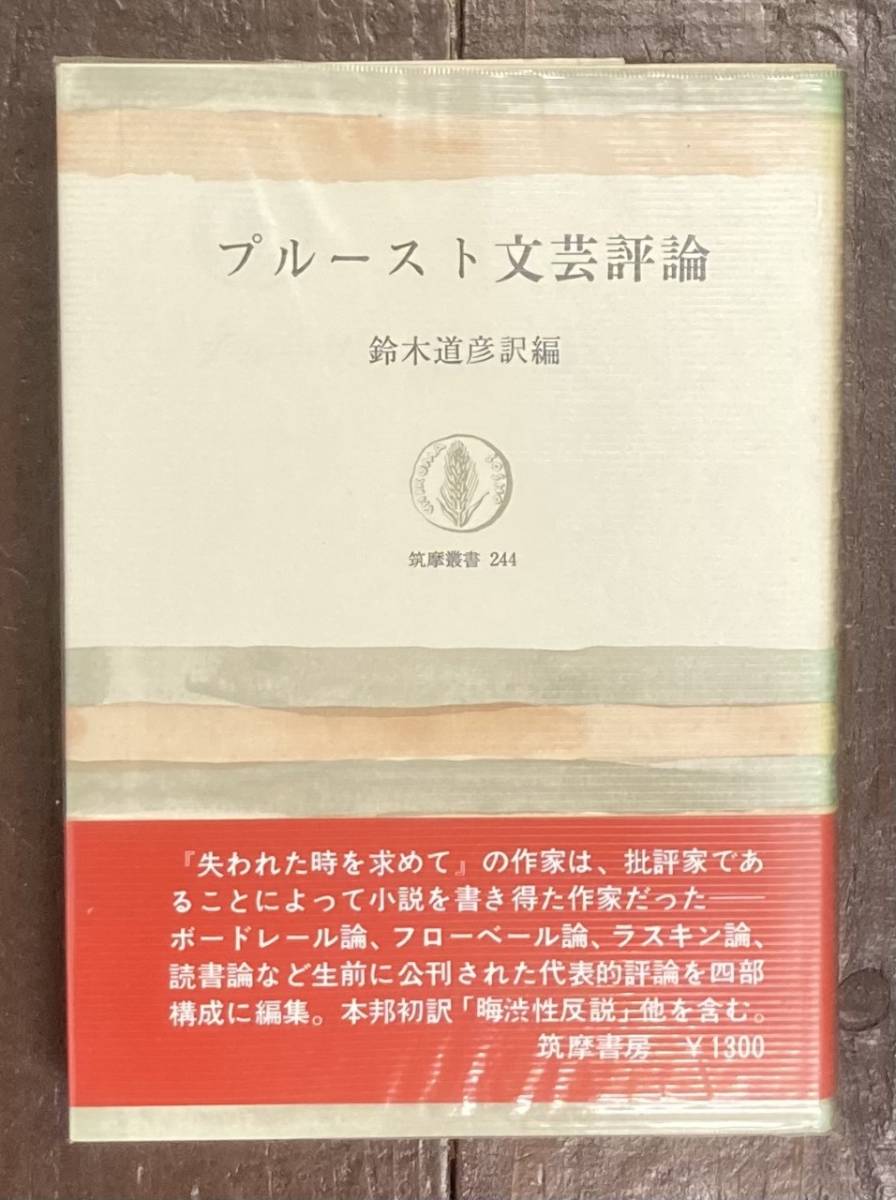 プルースト文芸評論
鈴木道彦訳編
CHIKUMA SOSHO
筑摩叢書 244
『失われた時を求めて』の作家は、批評家であ
ることによって小説を書き得た作家だった――
ボードレール論、フローベール論、ラスキン論、
読書論など生前に公刊された代表的評論を四部
構成に編集。本邦初訳「晦渋性反説」他を含む。
筑摩書房 ￥1300